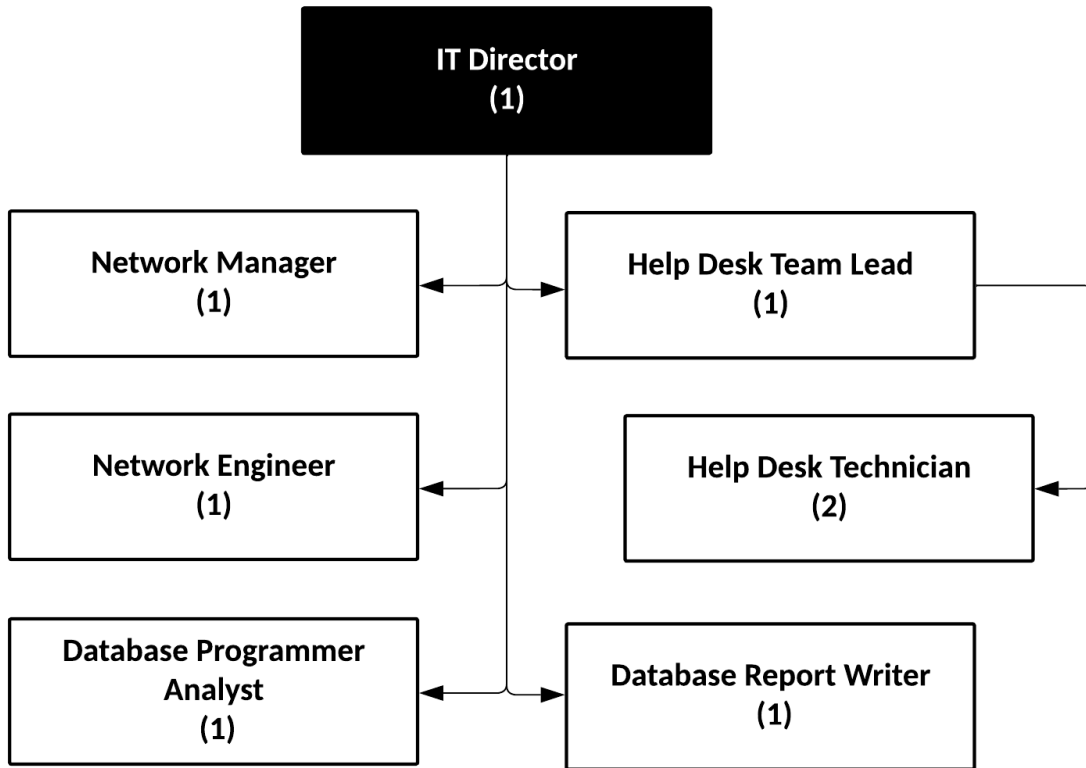 IT Director
(1)
Network Manager
(1)
Help Desk Team Lead
(1)
Network Engineer
(1)
Help Desk Technician
(2)
Database Programmer
Analyst
(1)
Database Report Writer
(1)